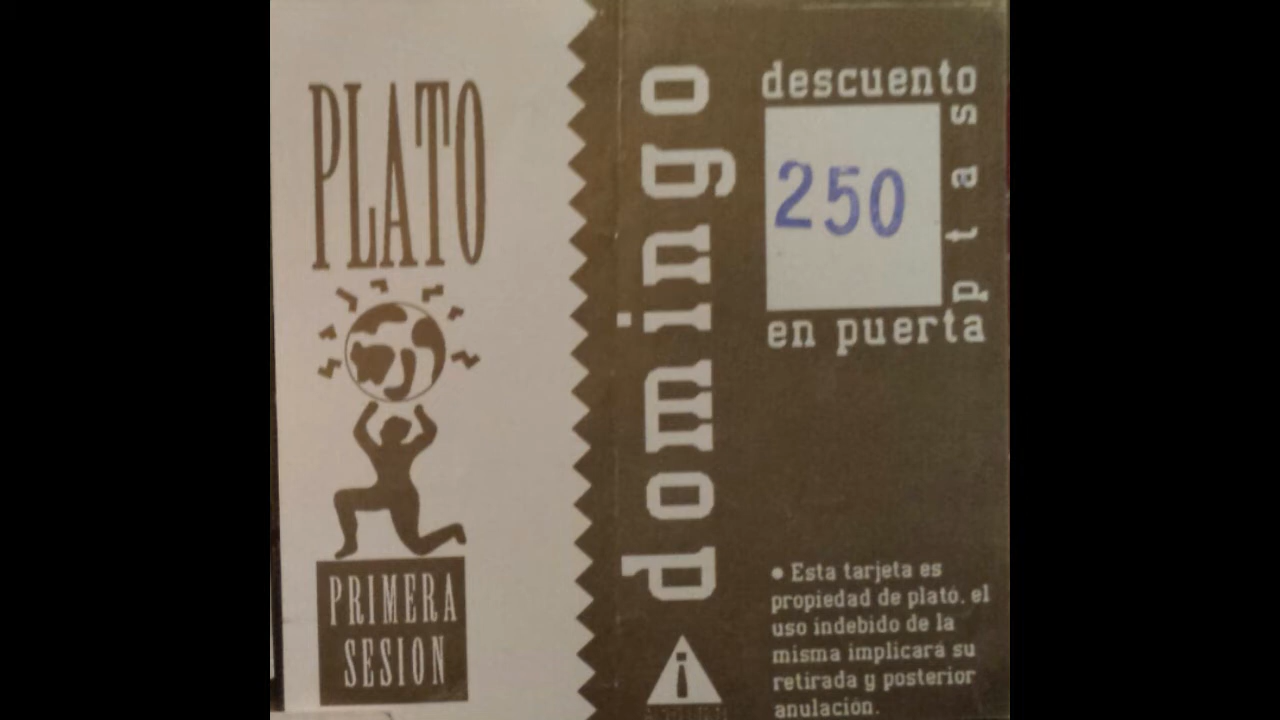 PLATO
PRIMERA
SESION
domingo
descuento
250
ptas
en puerta
● Esta tarjeta es
propiedad de plató. el
uso indebido de la
misma implicará su
retirada y posterior
anulación.